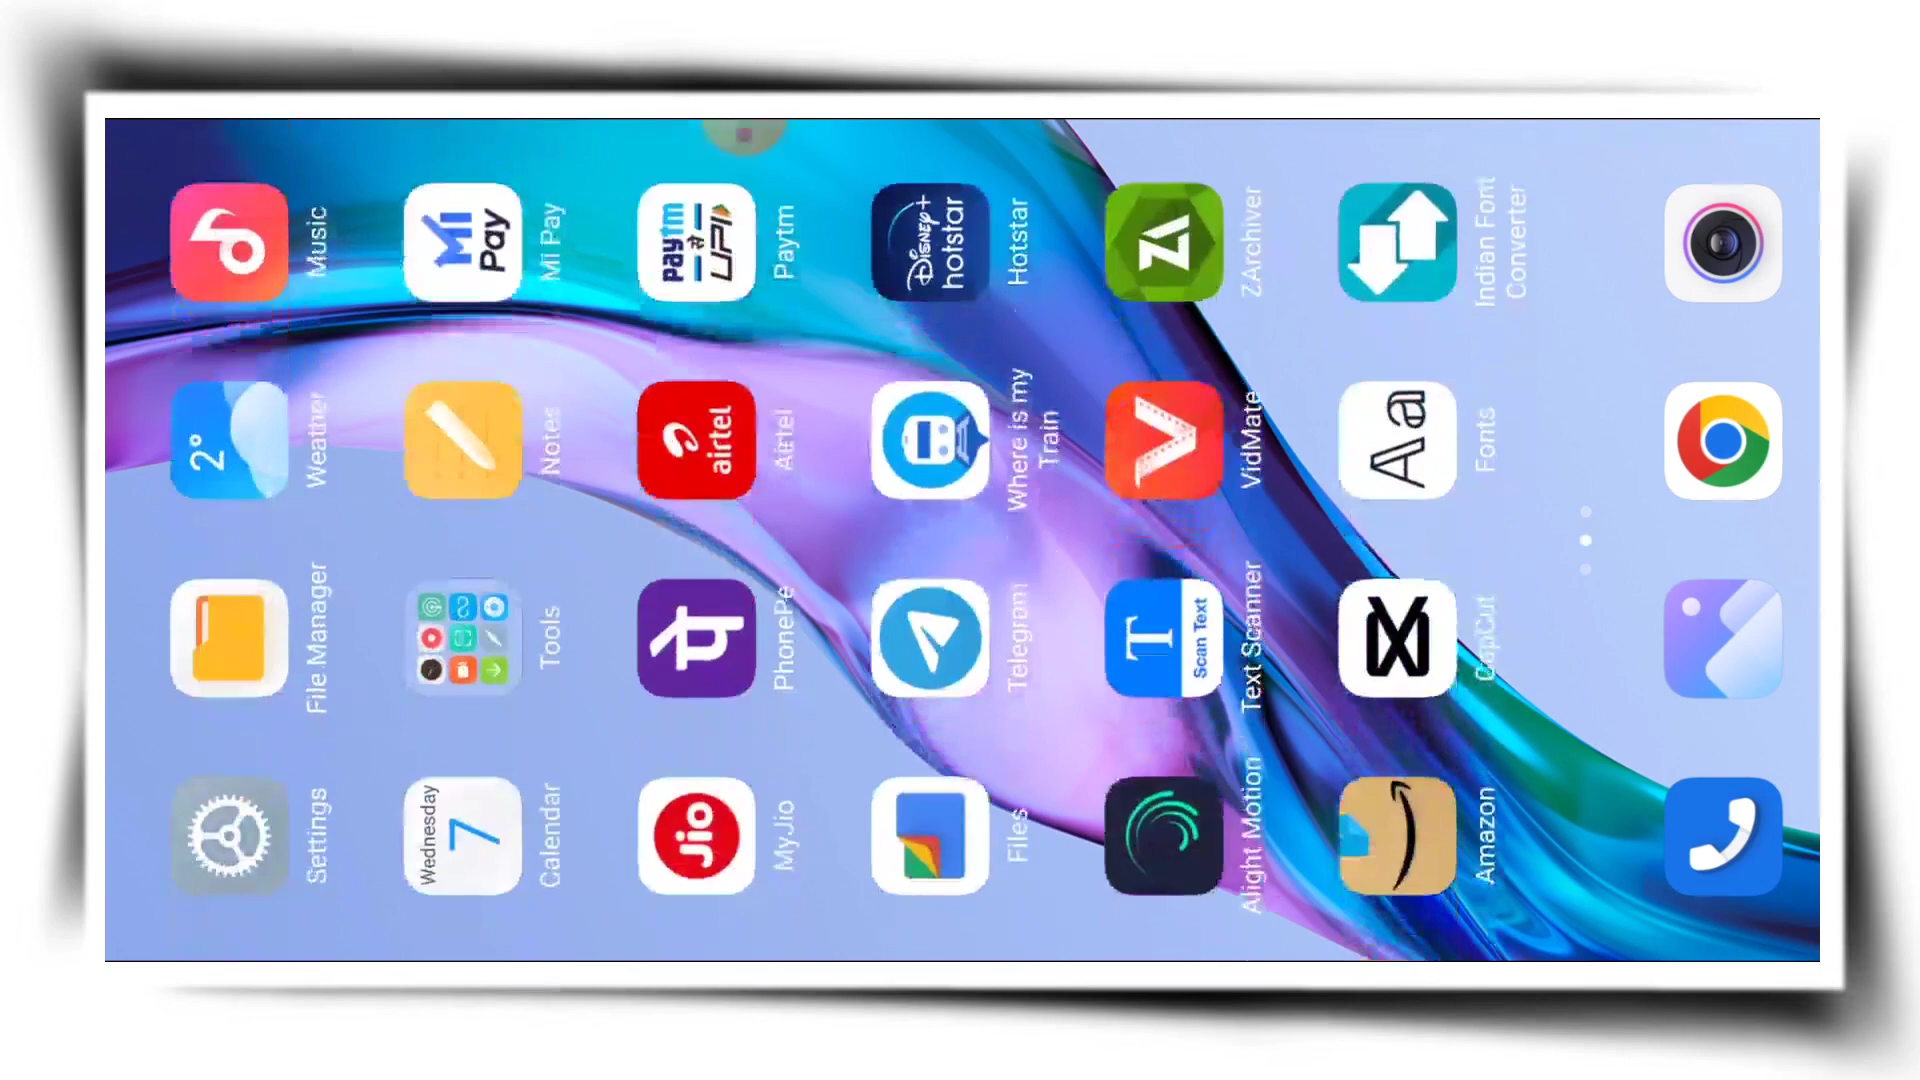 Settings
File Manager
2°
Weather
Music
Wednesday
7
Calendar
Tools
Notes
MI
Pay
Mi Pay
Jio
MyJio
पे
PhonePe
airtel
Airtel
paytm
से
UPI
Paytm
Files
Telegram
Where is my
Train
Disney+
hotstar
Hotstar
Alight Motion
T
Scan Text
Text Scanner
VidMate
ZA
ZArchiver
Amazon
CapCut
Aa
Fonts
Indian Font
Converter